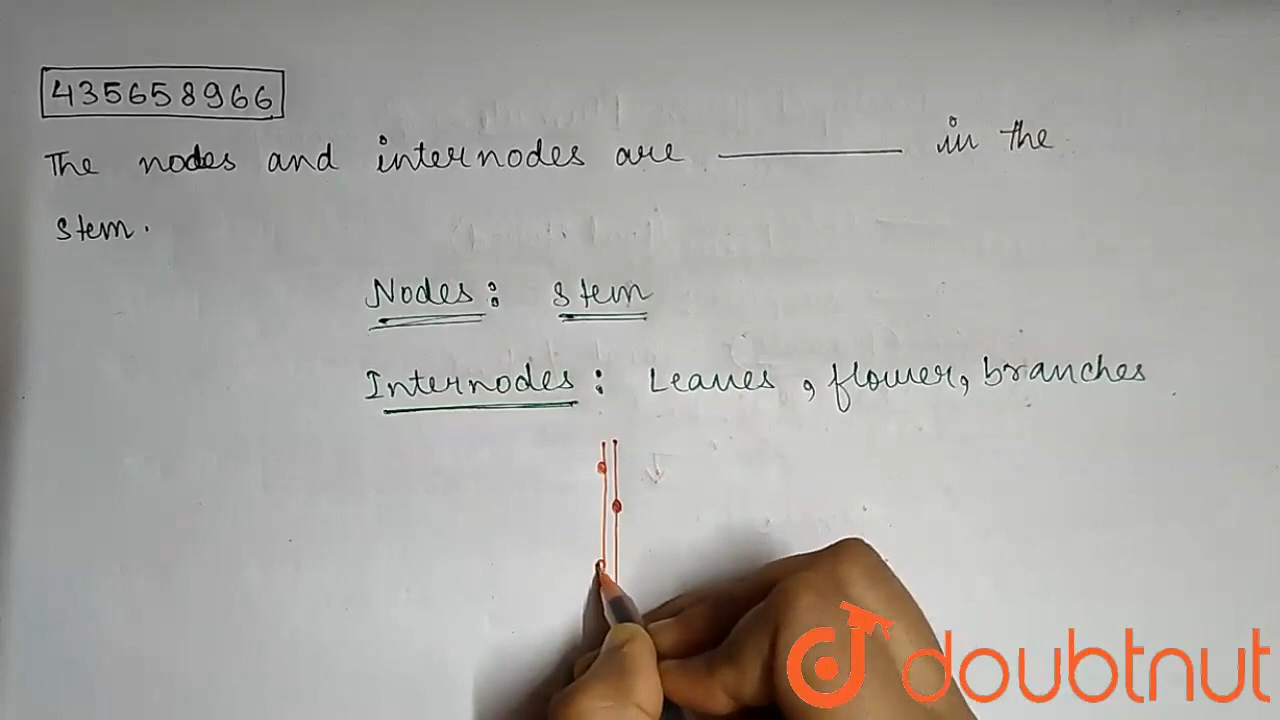 435658966
The nodes and internodes are ________ in the
stem.
Nodes: stem
Internodes: Leaves, flower, branches
doubtnut